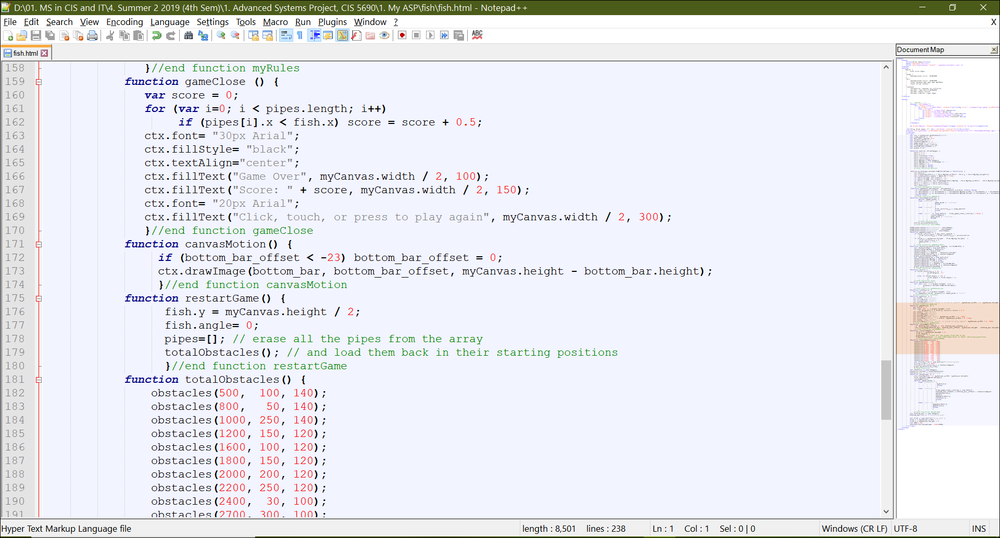 D:\01. MS in CIS and IT\4. Summer 2 2019 (4th Sem)\1. Advanced Systems Project, CIS 5690\1. My ASP\fish\fish.html - Notepad++
File Edit Search View Encoding Language Settings Tools Macro Run Plugins Window ? X
ABC
fish.html
Document Map
158 }//end function myRules
159 function gameClose () {
160 var score = 0;
161 for (var i=0; i < pipes.length; i++)
162 if (pipes[i].x < fish.x) score = score + 0.5;
163 ctx.font= "30px Arial";
164 ctx.fillStyle= "black";
165 ctx.textAlign="center";
166 ctx.fillText("Game Over", myCanvas.width / 2, 100);
167 ctx.fillText("Score: " + score, myCanvas.width / 2, 150);
168 ctx.font= "20px Arial";
169 ctx.fillText("Click, touch, or press to play again", myCanvas.width / 2, 300);
170 }//end function gameClose
171 function canvasMotion() {
172 if (bottom_bar_offset < -23) bottom_bar_offset = 0;
173 ctx.drawImage(bottom_bar, bottom_bar_offset, myCanvas.height - bottom_bar.height);
174 }//end function canvasMotion
175 function restartGame() {
176 fish.y = myCanvas.height / 2;
177 fish.angle= 0;
178 pipes=[]; // erase all the pipes from the array
179 totalObstacles(); // and load them back in their starting positions
180 }//end function restartGame
181 function totalObstacles() {
182 obstacles(500,  100, 140);
183 obstacles(800,   50, 140);
184 obstacles(1000, 250, 140);
185 obstacles(1200, 150, 120);
186 obstacles(1600, 100, 120);
187 obstacles(1800, 150, 120);
188 obstacles(2000, 200, 120);
189 obstacles(2200, 250, 120);
190 obstacles(2400,  30, 100);
191 obstacles(2700, 300, 100);
Hyper Text Markup Language file length : 8,501 lines : 238 Ln : 1 Col : 1 Sel : 0 | 0 Windows (CR LF) UTF-8 INS